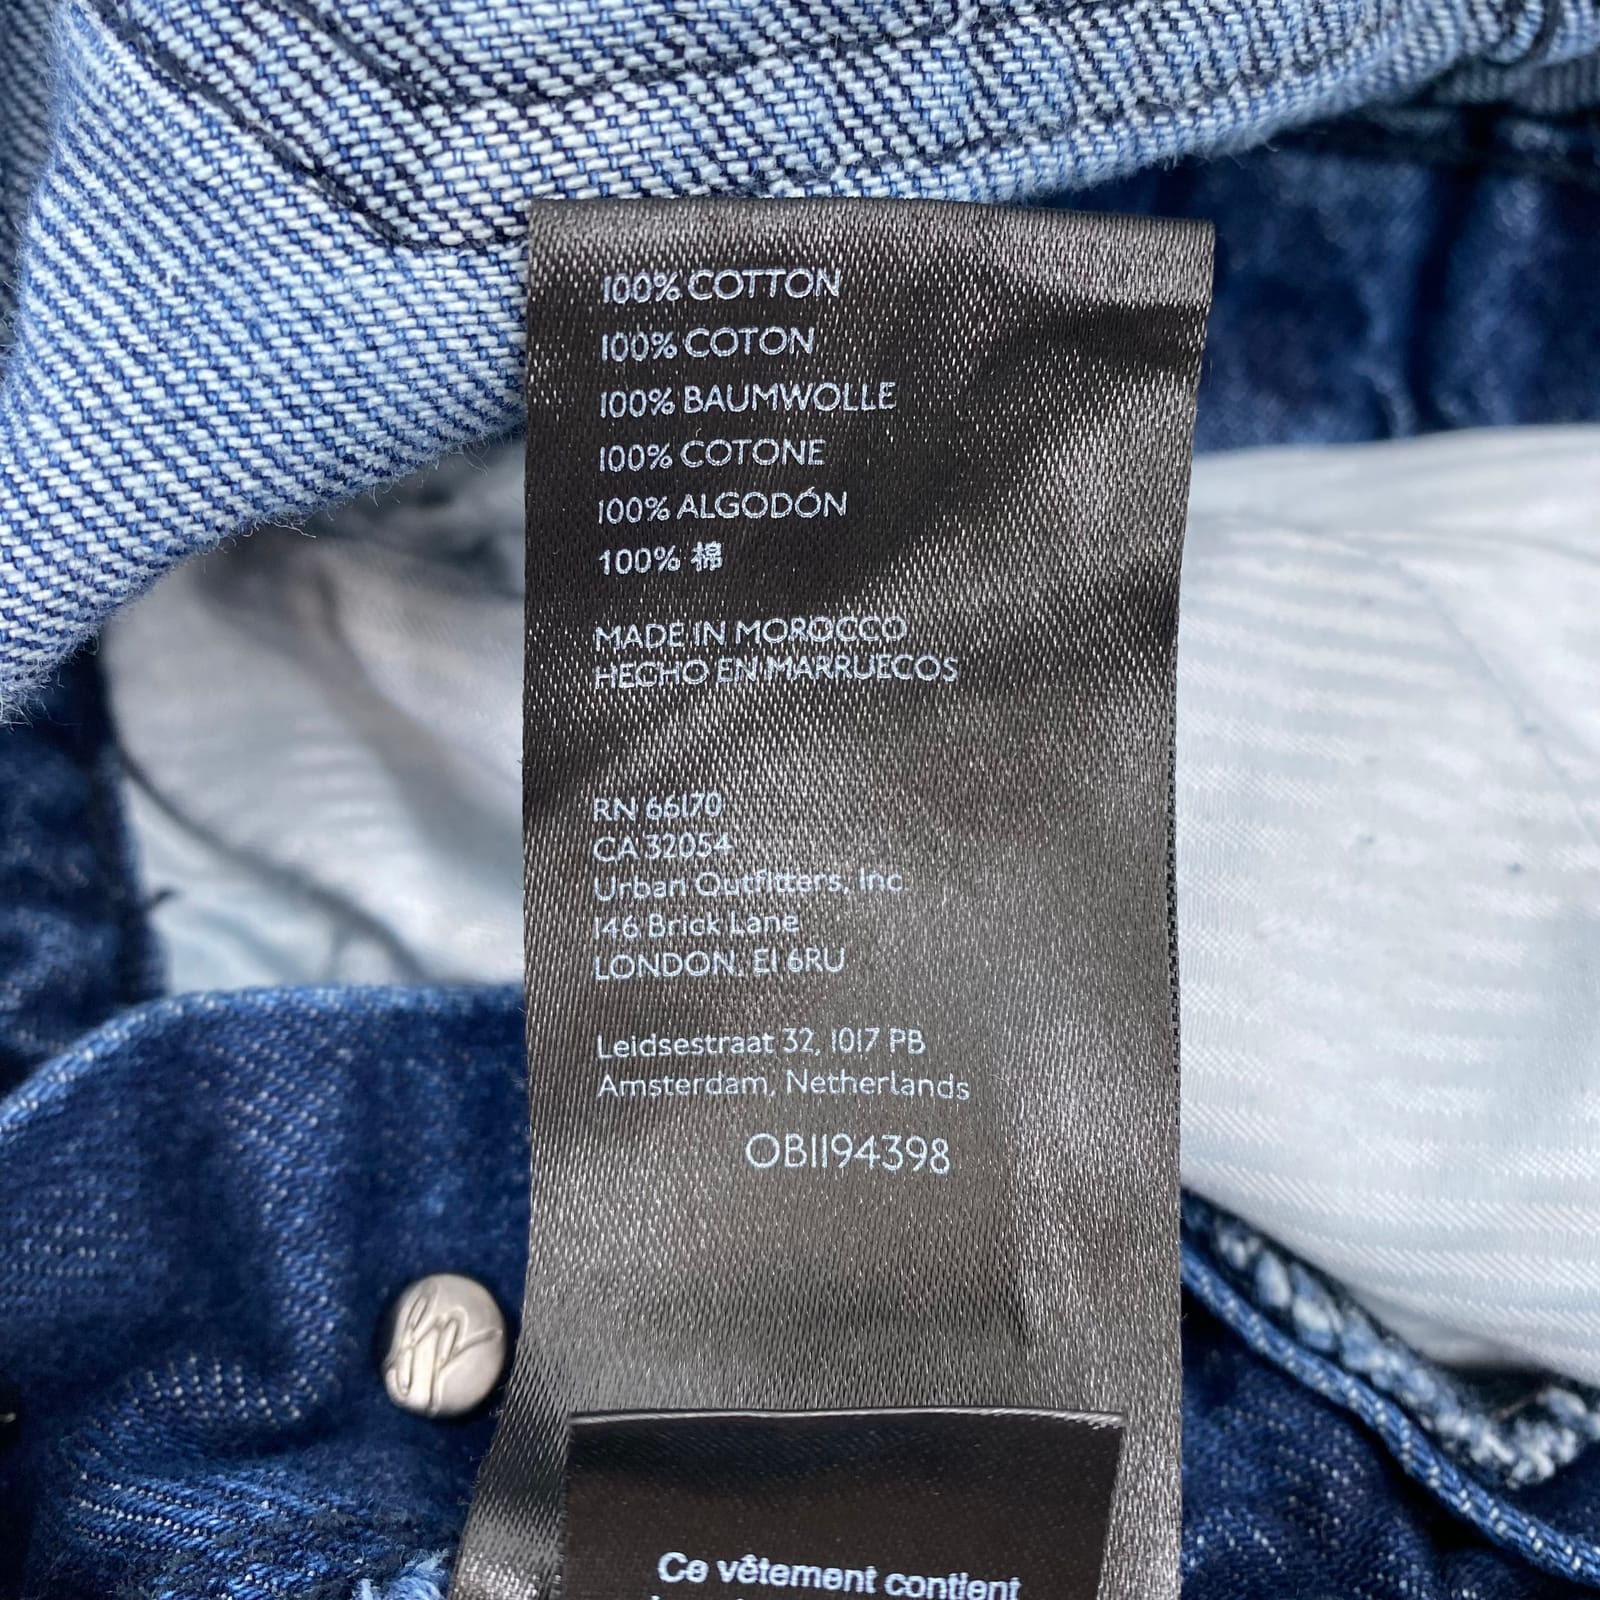 100% COTTON
100% COTON
100% BAUMWOLLE
100% COTONE
100% ALGODÓN
100% 棉
MADE IN MOROCCO
HECHO EN MARRUECOS
RN 66170
CA 32054
Urban Outfitters, Inc.
146 Brick Lane
LONDON, E1 6RU
Leidsestraat 32, 1017 PB
Amsterdam, Netherlands
OB1194398
Ce vêtement contient